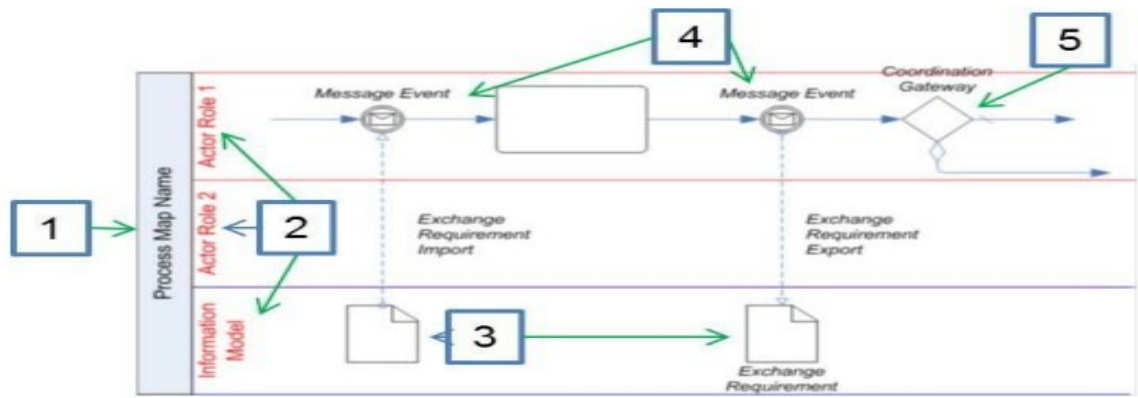 4
5
Coordination
Gateway
Message Event
Message Event
Actor Role 1
1
Process Map Name
Actor Role 2
2
Exchange
Requirement
Import
Exchange
Requirement
Export
Information
Model
3
Exchange
Requirement